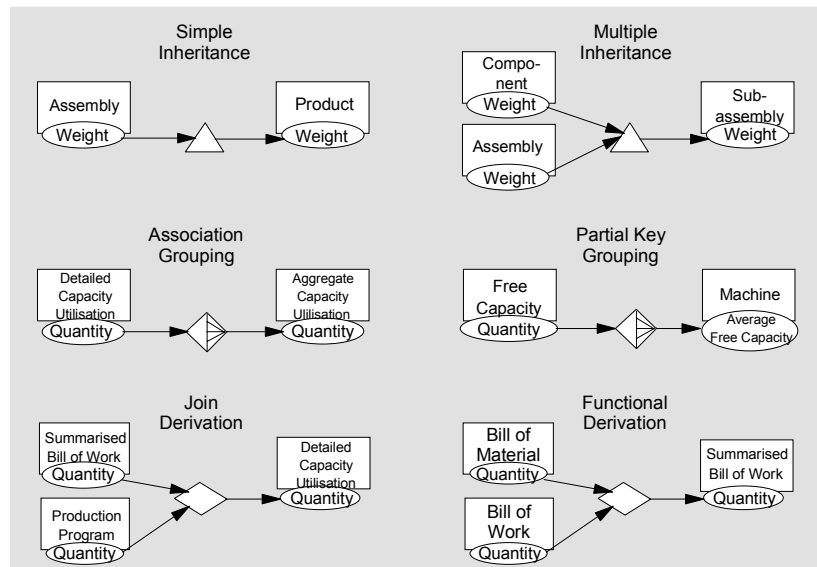 Simple
Inheritance
Assembly
Weight
Product
Weight
Multiple
Inheritance
Compo-
nent
Weight
Assembly
Weight
Sub-
assembly
Weight
Association
Grouping
Detailed
Capacity
Utilisation
Quantity
Aggregate
Capacity
Ulilisation
Quantity
Partial Key
Grouping
Free
Capacity
Quantity
Machine
Average
Free Capacity
Join
Derivation
Summarised
Bill of Work
Quantity
Production
Program
Quantity
Detailed
Capacity
Utilisation
Quantity
Functional
Derivation
Bill of
Material
Quantity
Bill of
Work
Quantity
Summarised
Bill of Work
Quantity